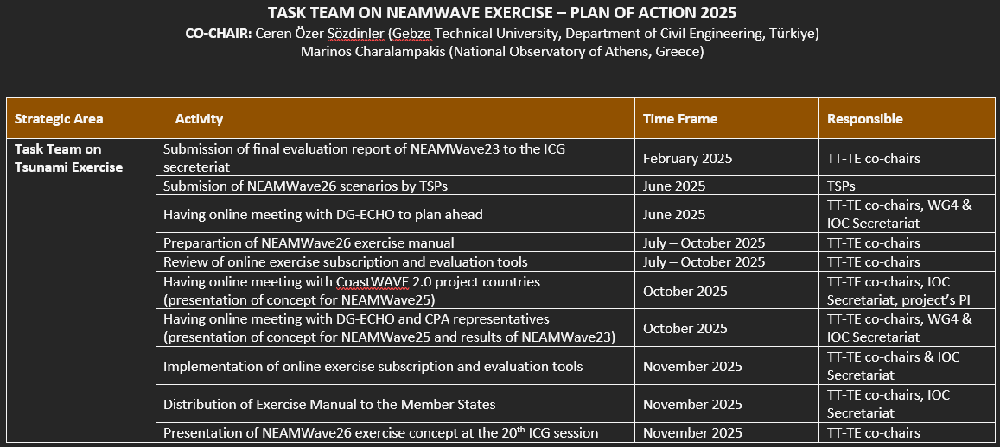 TASK TEAM ON NEAMWAVE EXERCISE – PLAN OF ACTION 2025
CO-CHAIR: Ceren Özer Sözdinler (Gebze Technical University, Department of Civil Engineering, Türkiye)
Marinos Charalampakis (National Observatory of Athens, Greece)
Strategic Area
Activity
Time Frame
Responsible
Task Team on
Tsunami Exercise
Submission of final evaluation report of NEAMWave23 to the ICG
secreteriat
February 2025
TT-TE co-chairs
Submision of NEAMWave26 scenarios by TSPs
June 2025
TSPs
Having online meeting with DG-ECHO to plan ahead
June 2025
TT-TE co-chairs, WG4 &
IOC Secretariat
Preparartion of NEAMWave26 exercise manual
July – October 2025
TT-TE co-chairs
Review of online exercise subscription and evaluation tools
July – October 2025
TT-TE co-chairs
Having online meeting with CoastWAVE 2.0 project countries
(presentation of concept for NEAMWave25)
October 2025
TT-TE co-chairs, IOC
Secretariat, project’s PI
Having online meeting with DG-ECHO and CPA representatives
(presentation of concept for NEAMWave25 and results of NEAMWave23)
October 2025
TT-TE co-chairs, WG4 &
IOC Secretariat
Implementation of online exercise subscription and evaluation tools
November 2025
TT-TE co-chairs & IOC
Secretariat
Distribution of Exercise Manual to the Member States
November 2025
TT-TE co-chairs, IOC
Secretariat
Presentation of NEAMWave26 exercise concept at the 20th ICG session
November 2025
TT-TE co-chairs